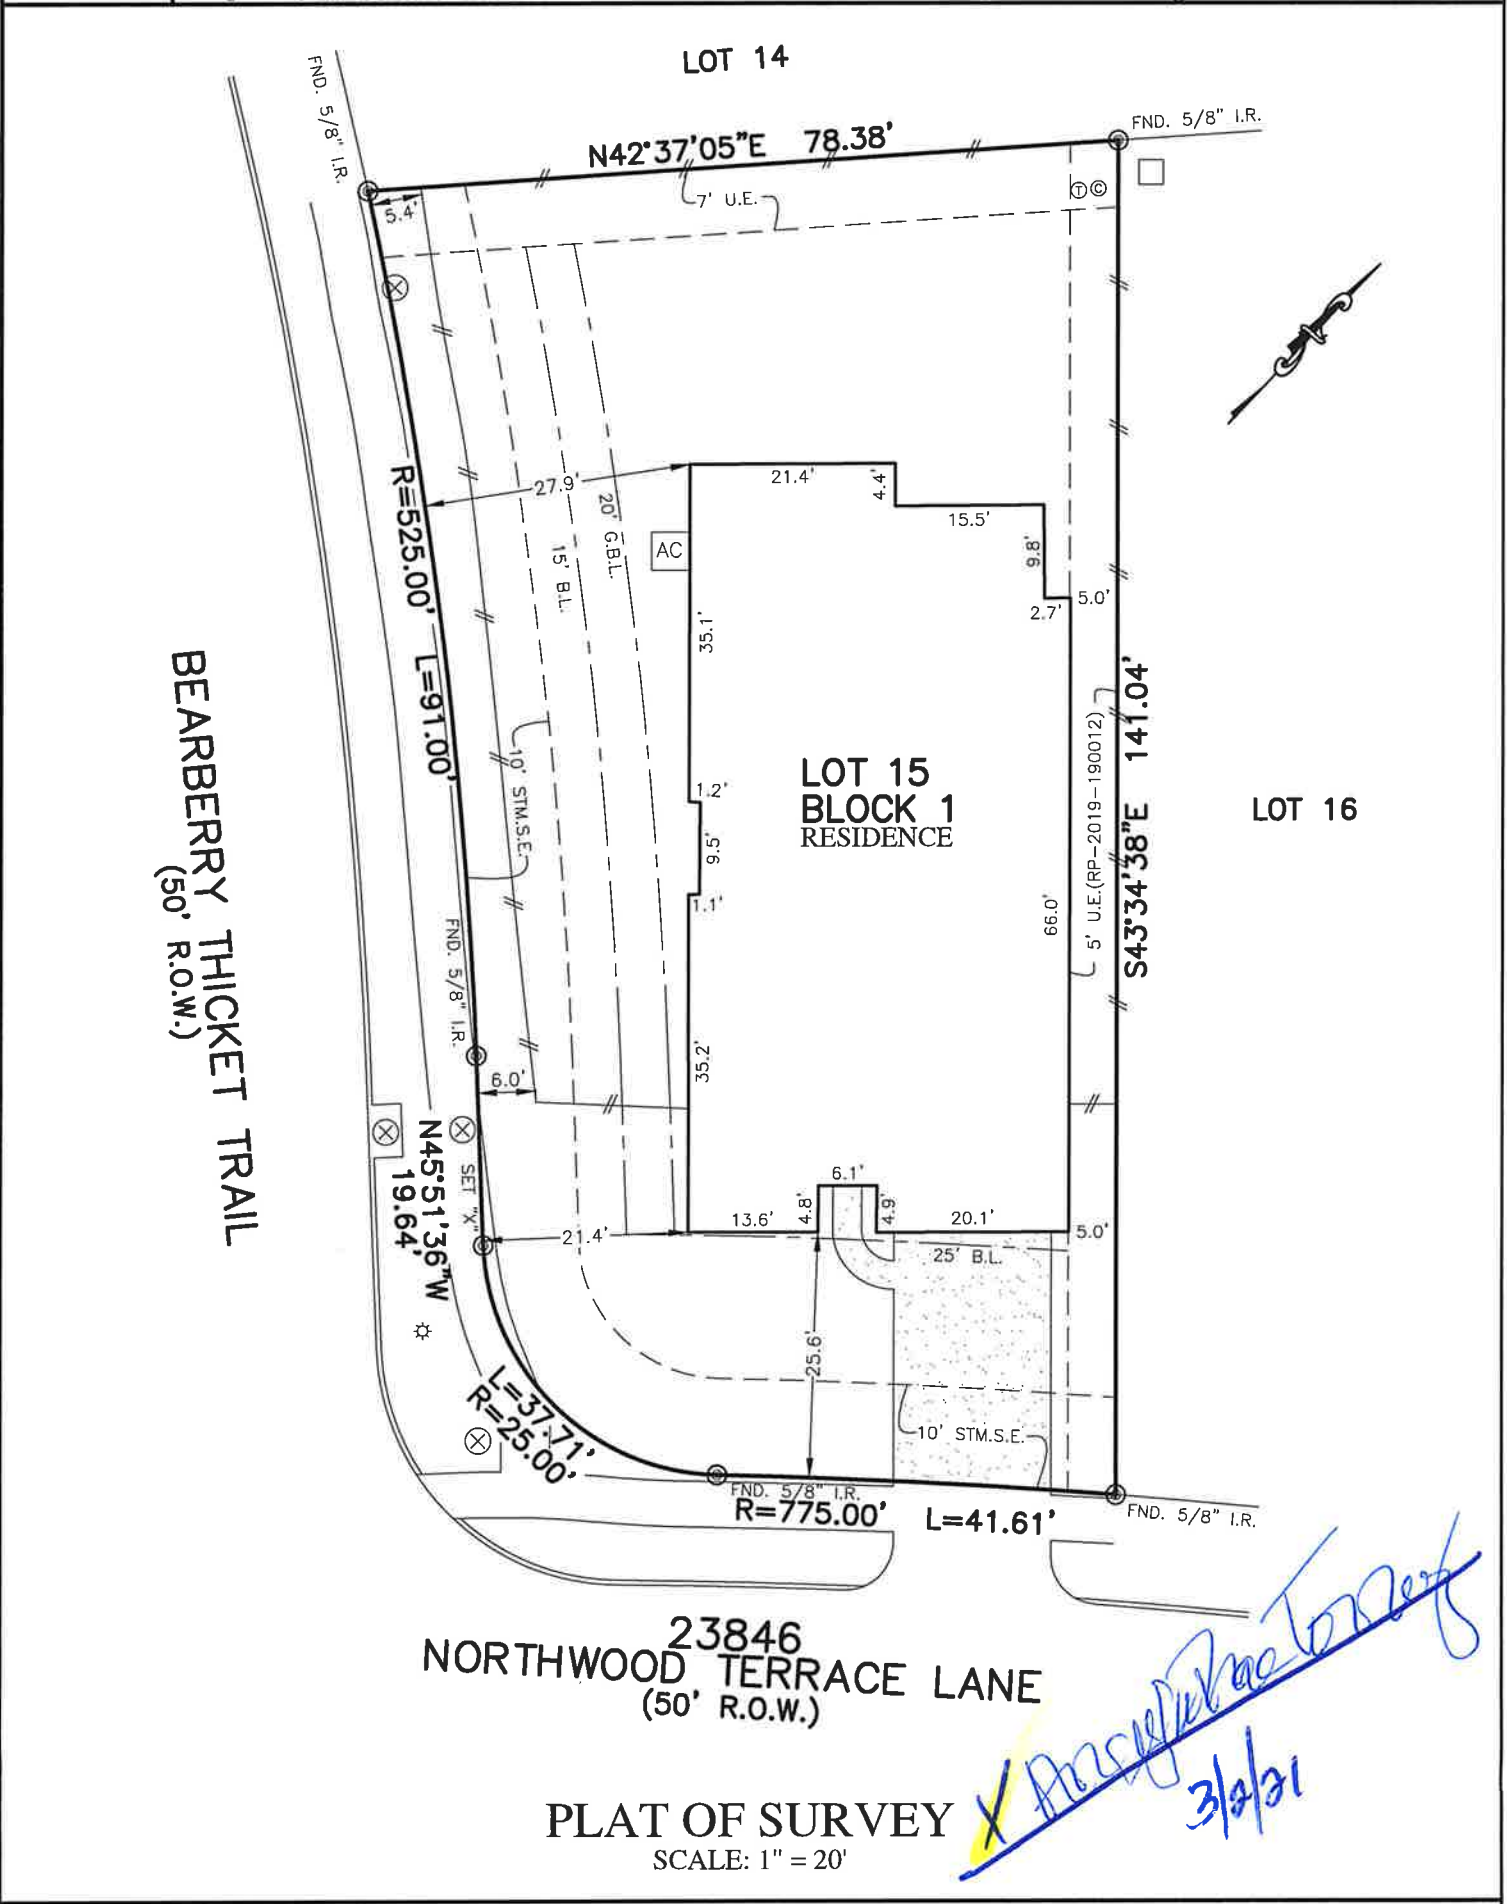 LOT 14
FND. 5/8" I.R.
FND. 5/8" I.R.
N42°37'05"E 78.38'
7' U.E.
5.4'
T C
27.9'
21.4'
4.4'
15.5'
9.8'
2.7'
5.0'
AC
20' G.B.L.
15' B.L.
35.1'
R=525.00' L=91.00'
10' STM.S.E.
1.2'
9.5'
1.1'
LOT 15
BLOCK 1
RESIDENCE
66.0'
5' U.E.(RP-2019-190012)
S43°34'38"E 141.04'
LOT 16
BEARBERRY THICKET TRAIL
(50' R.O.W.)
FND. 5/8" I.R.
6.0'
35.2'
N45°51'36"W
19.64'
SET "X"
6.1'
4.8'
4.9'
13.6'
20.1'
5.0'
21.4'
25' B.L.
25.6'
10' STM.S.E.
L=37.71'
R=25.00'
FND. 5/8" I.R.
R=775.00' L=41.61'
FND. 5/8" I.R.
23846
NORTHWOOD TERRACE LANE
(50' R.O.W.)
X
3/2/21
PLAT OF SURVEY
SCALE: 1" = 20'